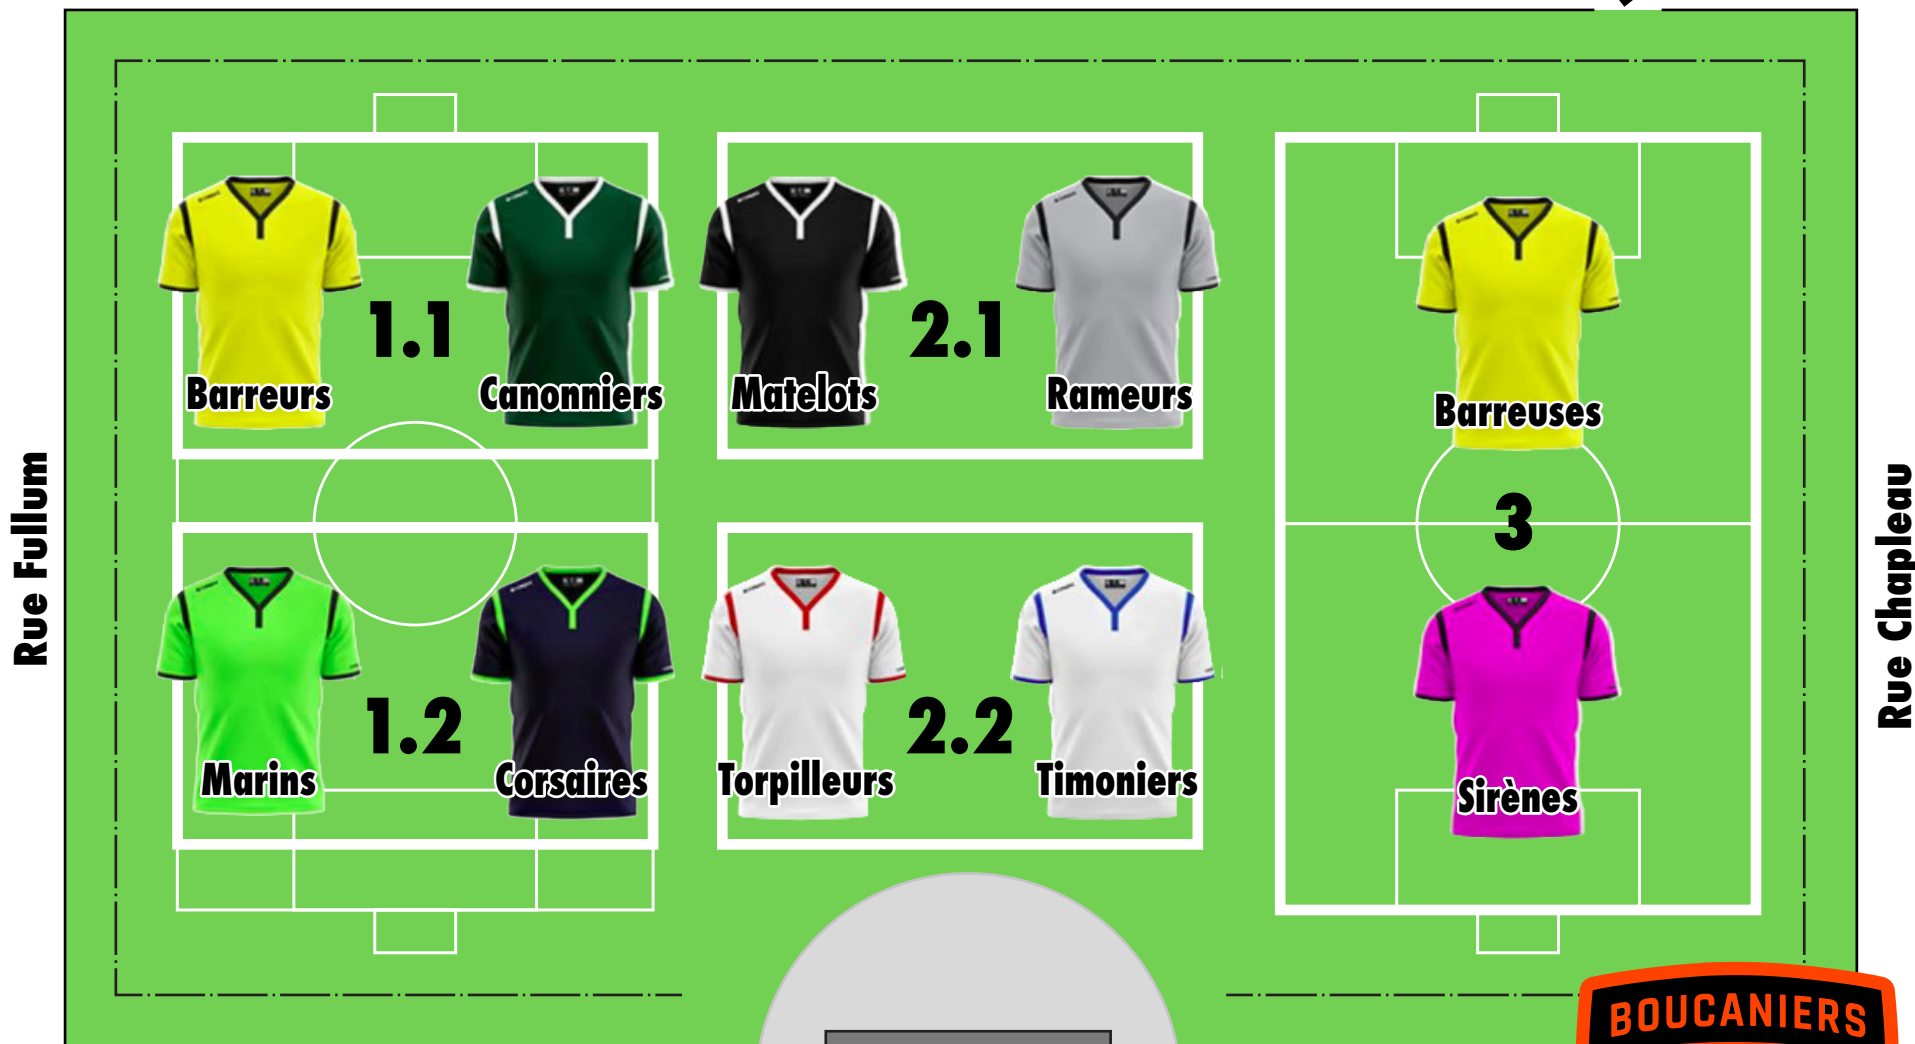 Rue Fullum
1.1
Barreurs
Canonniers
2.1
Matelots
Rameurs
Barreuses
3
Sirènes
1.2
Marins
Corsaires
2.2
Torpilleurs
Timoniers
Rue Chapleau
BOUCANIERS